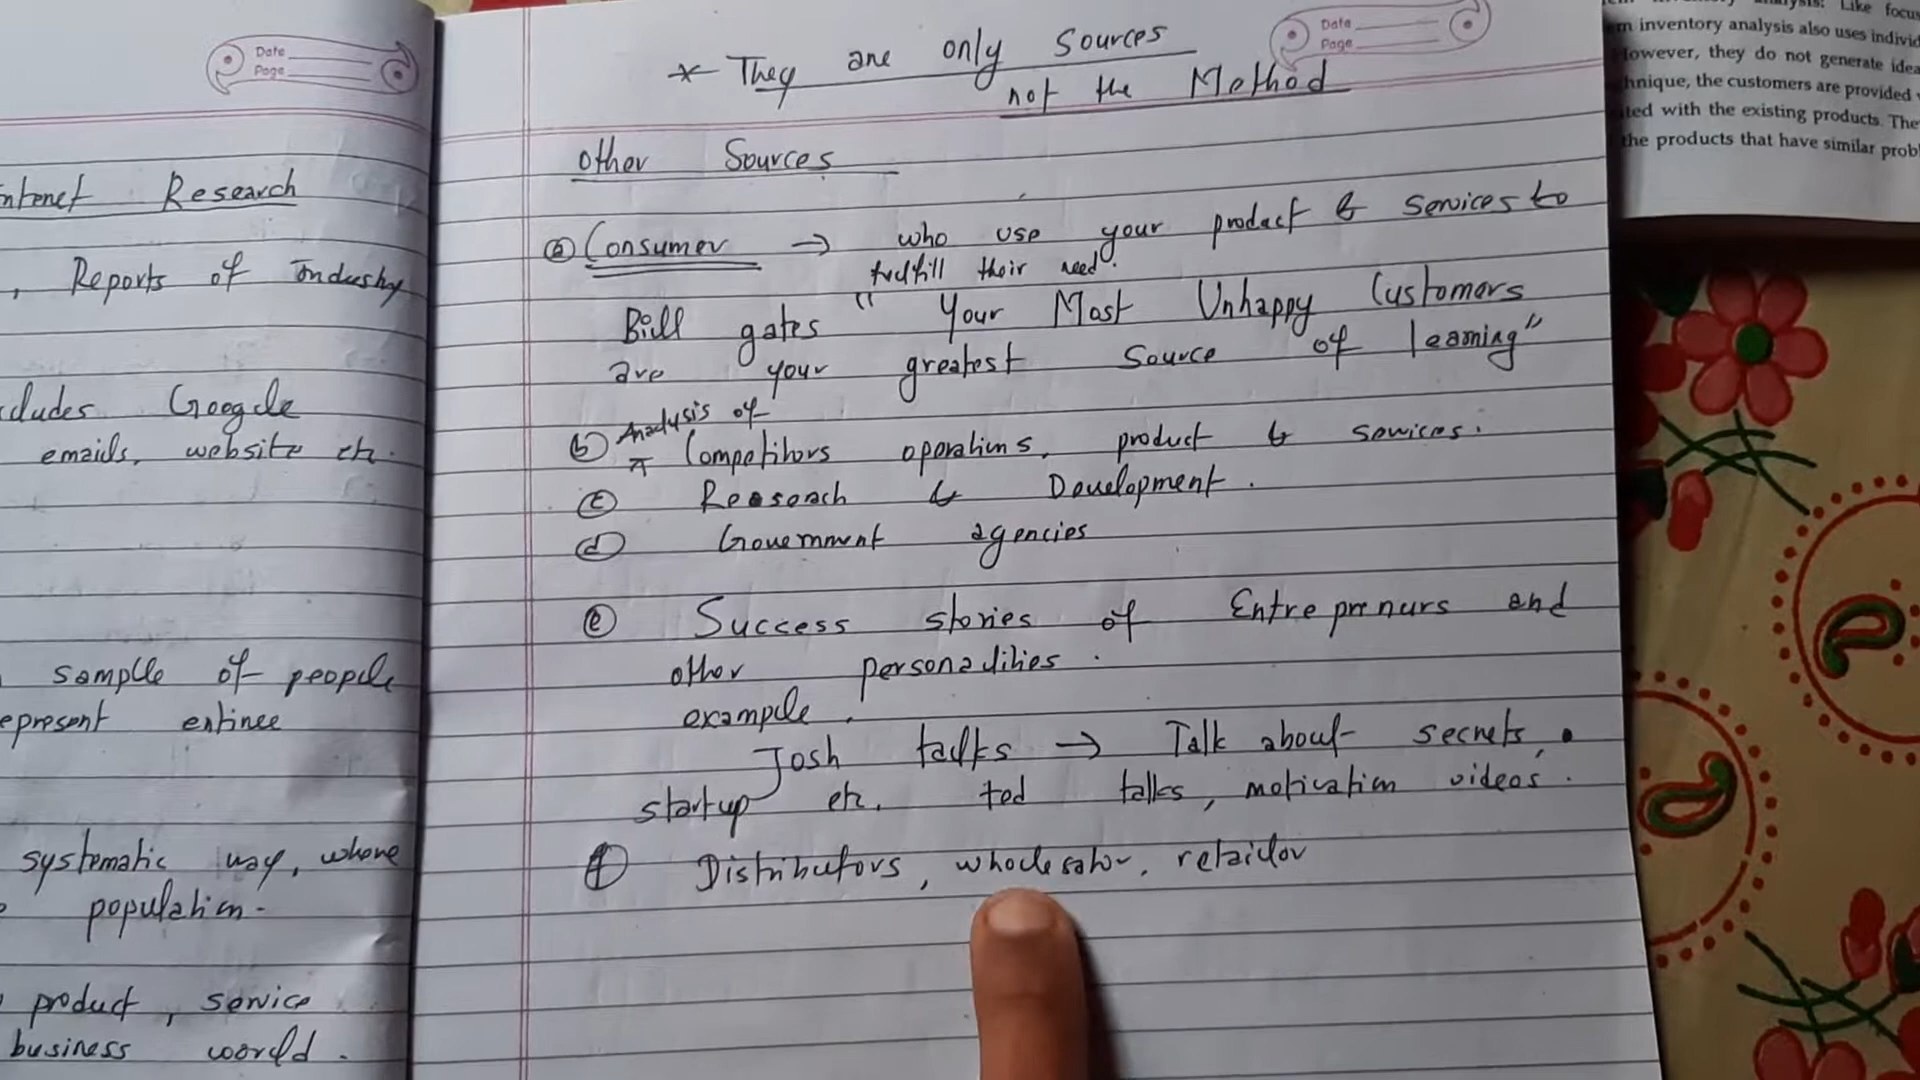 Date
Page
Research
, Reports of Industry
cludes Google
emails, website etc.
sample of people
epresent entinee
systematic way, where
population.
product, service
business world.
Date
Page
* They are only Sources
not the Method
Other Sources
(a) Consumer → who use your product & services to
fulfill their need.
Bill gates " Your Most Unhappy Customers
are your greatest Source of learning"
(b) Analysis of
Competitors operations, product & services.
(c) Research & Development.
(d) Government agencies
(e) Success stories of Entreprenurs and
other personalities.
example.
Josh talks → Talk about secrets,
startup etc. ted talks, motivation videos.
(f) Distributors, wholesaler, retailor
Like focus
m inventory analysis also uses individ
owever, they do not generate idea
hnique, the customers are provided
ted with the existing products. The
the products that have similar prob